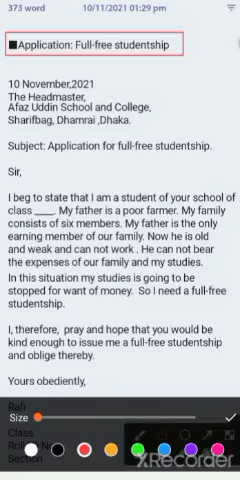 373 word 10/11/2021 01:29 pm
■Application: Full-free studentship
10 November,2021
The Headmaster,
Afaz Uddin School and College,
Sharifbag, Dhamrai ,Dhaka.
Subject: Application for full-free studentship.
Sir,
I beg to state that I am a student of your school of
class ____. My father is a poor farmer. My family
consists of six members. My father is the only
earning member of our family. Now he is old
and weak and can not work . He can not bear
the expenses of our family and my studies.
In this situation my studies is going to be
stopped for want of money. So I need a full-free
studentship.
I, therefore, pray and hope that you would be
kind enough to issue me a full-free studentship
and oblige thereby.
Yours obediently,
Size
Class
Section
XRecorder